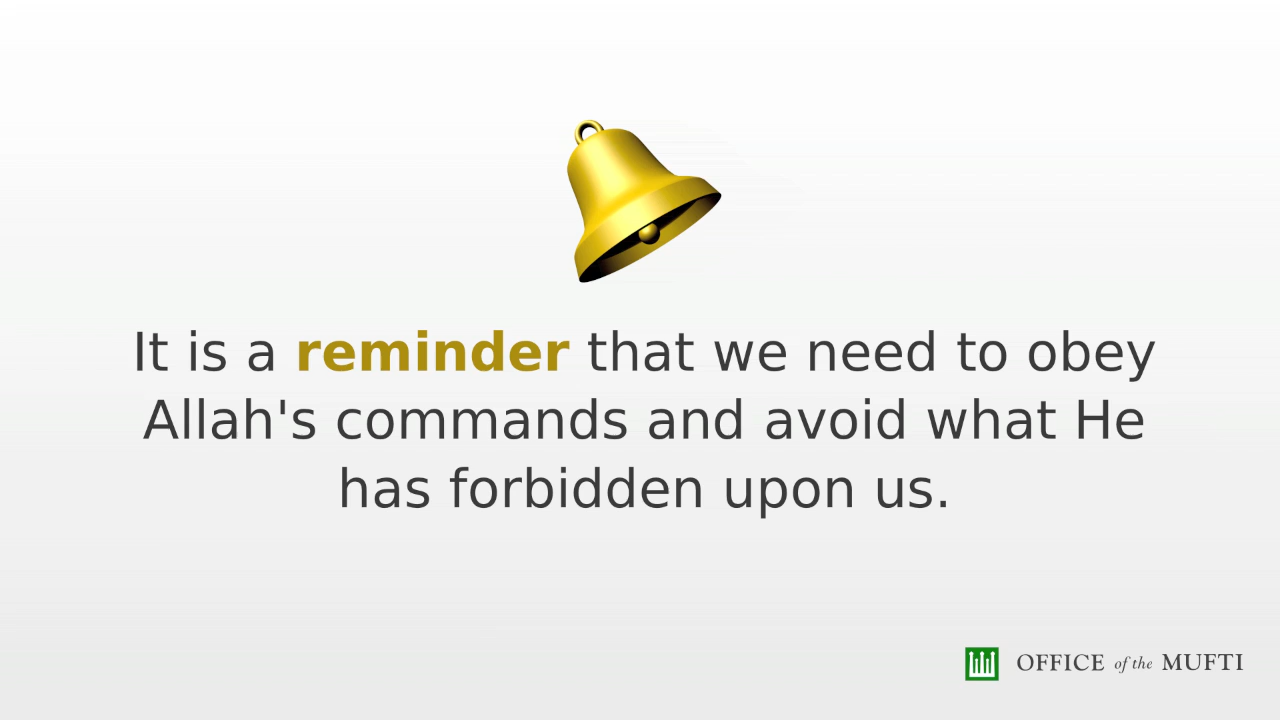 It is a reminder that we need to obey
Allah's commands and avoid what He
has forbidden upon us.
OFFICE of the MUFTI